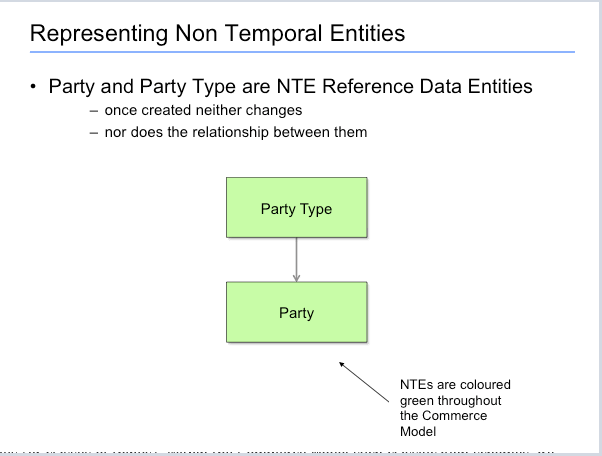 Representing Non Temporal Entities
• Party and Party Type are NTE Reference Data Entities
– once created neither changes
– nor does the relationship between them
Party Type
Party
NTEs are coloured
green throughout
the Commerce
Model